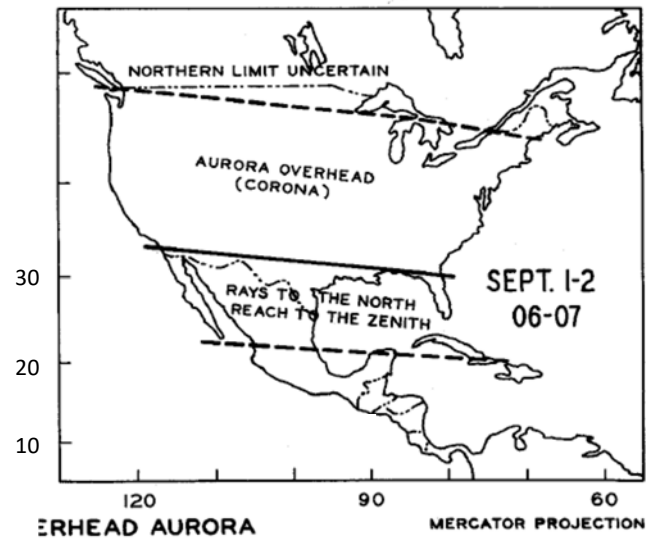 NORTHERN LIMIT UNCERTAIN
AURORA OVERHEAD
(CORONA)
30
SEPT. 1-2
RAYS TO THE NORTH
REACH TO THE ZENITH
06-07
20
10
120
90
60
ERHEAD AURORA
MERCATOR PROJECTION